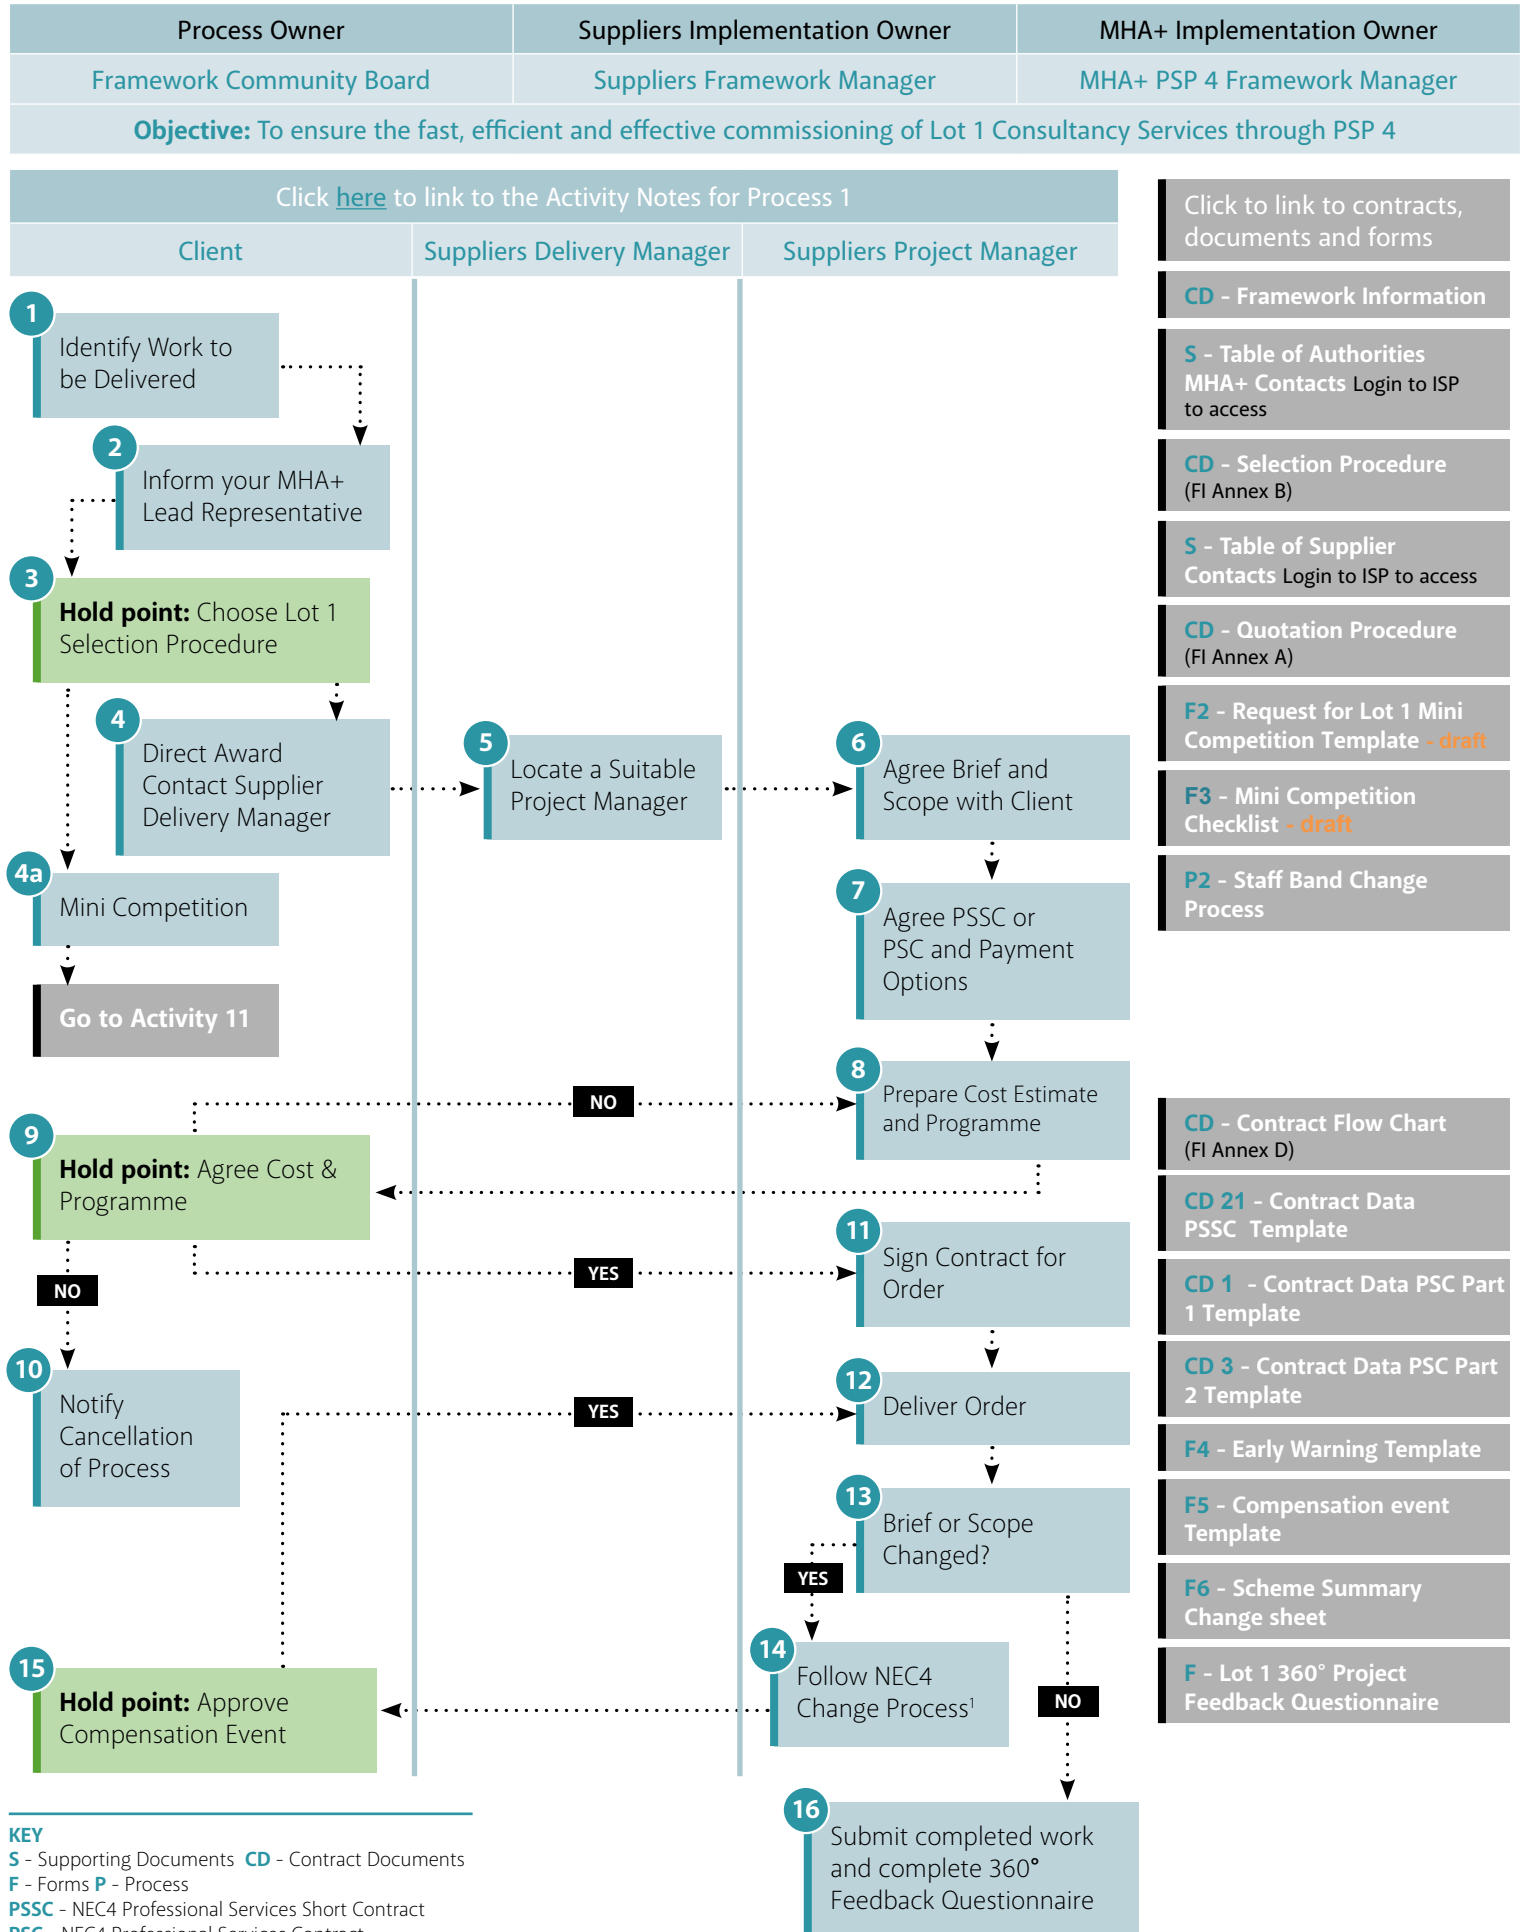 Process Owner
Suppliers Implementation Owner
MHA+ Implementation Owner
Framework Community Board
Suppliers Framework Manager
MHA+ PSP 4 Framework Manager
Objective: To ensure the fast, efficient and effective commissioning of Lot 1 Consultancy Services through PSP 4
Click here to link to the Activity Notes for Process 1
Client
Suppliers Delivery Manager
Suppliers Project Manager
1
Identify Work to
be Delivered
2
Inform your MHA+
Lead Representative
3
Hold point: Choose Lot 1
Selection Procedure
4
Direct Award
Contact Supplier
Delivery Manager
5
Locate a Suitable
Project Manager
6
Agree Brief and
Scope with Client
4a
Mini Competition
Go to Activity 11
7
Agree PSSC or
PSC and Payment
Options
8
Prepare Cost Estimate
and Programme
NO
9
Hold point: Agree Cost &
Programme
YES
NO
11
Sign Contract for
Order
10
Notify
Cancellation
of Process
12
Deliver Order
YES
13
Brief or Scope
Changed?
YES
NO
14
Follow NEC4
Change Process1
15
Hold point: Approve
Compensation Event
16
Submit completed work
and complete 360°
Feedback Questionnaire
Click to link to contracts,
documents and forms
CD - Framework Information
S - Table of Authorities
MHA+ Contacts Login to ISP
to access
CD - Selection Procedure
(FI Annex B)
S - Table of Supplier
Contacts Login to ISP to access
CD - Quotation Procedure
(FI Annex A)
F2 - Request for Lot 1 Mini
Competition Template - draft
F3 - Mini Competition
Checklist - draft
P2 - Staff Band Change
Process
CD - Contract Flow Chart
(FI Annex D)
CD 21 - Contract Data
PSSC Template
CD 1 - Contract Data PSC Part
1 Template
CD 3 - Contract Data PSC Part
2 Template
F4 - Early Warning Template
F5 - Compensation event
Template
F6 - Scheme Summary
Change sheet
F - Lot 1 360° Project
Feedback Questionnaire
KEY
S - Supporting Documents CD - Contract Documents
F - Forms P - Process
PSSC - NEC4 Professional Services Short Contract
PSC - NEC4 Professional Services Contract